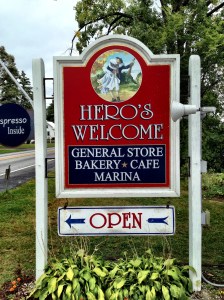 Espresso
Inside
HERO'S
WELCOME
GENERAL STORE
BAKERY ★ CAFE
MARINA
OPEN